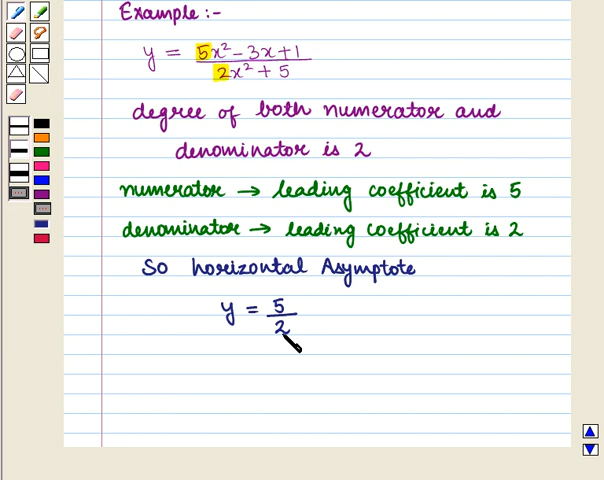 Example :-
y = 5x² - 3x + 1
2x² + 5
degree of both numerator and
denominator is 2
numerator → leading coefficient is 5
denominator → leading coefficient is 2
So horizontal Asymptote
y = 5
2